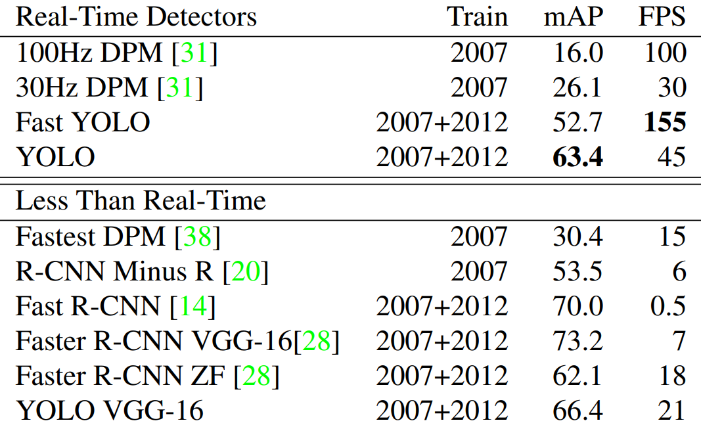 Real-Time Detectors Train mAP FPS
100Hz DPM [31] 2007 16.0 100
30Hz DPM [31] 2007 26.1 30
Fast YOLO 2007+2012 52.7 155
YOLO 2007+2012 63.4 45
Less Than Real-Time
Fastest DPM [38] 2007 30.4 15
R-CNN Minus R [20] 2007 53.5 6
Fast R-CNN [14] 2007+2012 70.0 0.5
Faster R-CNN VGG-16[28] 2007+2012 73.2 7
Faster R-CNN ZF [28] 2007+2012 62.1 18
YOLO VGG-16 2007+2012 66.4 21